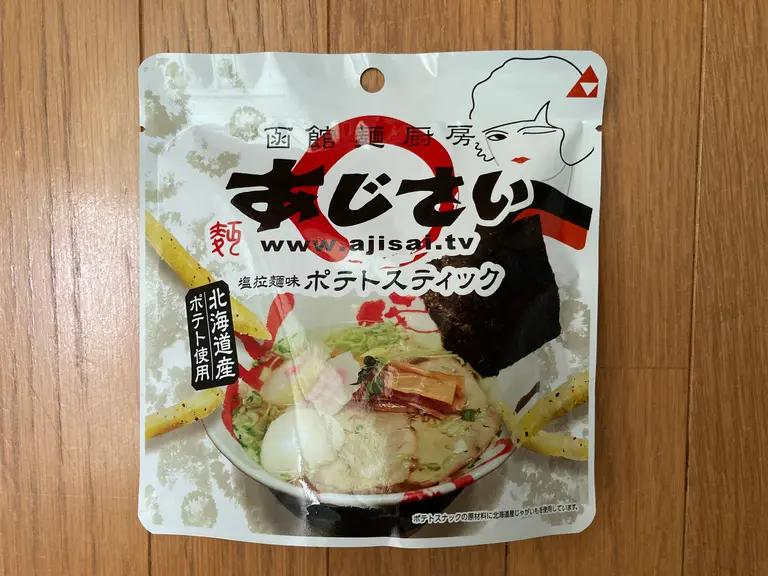 函館麺厨房
あじさい
麺
www.ajisai.tv
塩拉麺味 ポテトスティック
北海道産
ポテト使用
ポテトスナックの原材料に北海道産じゃがいもを使用しています。